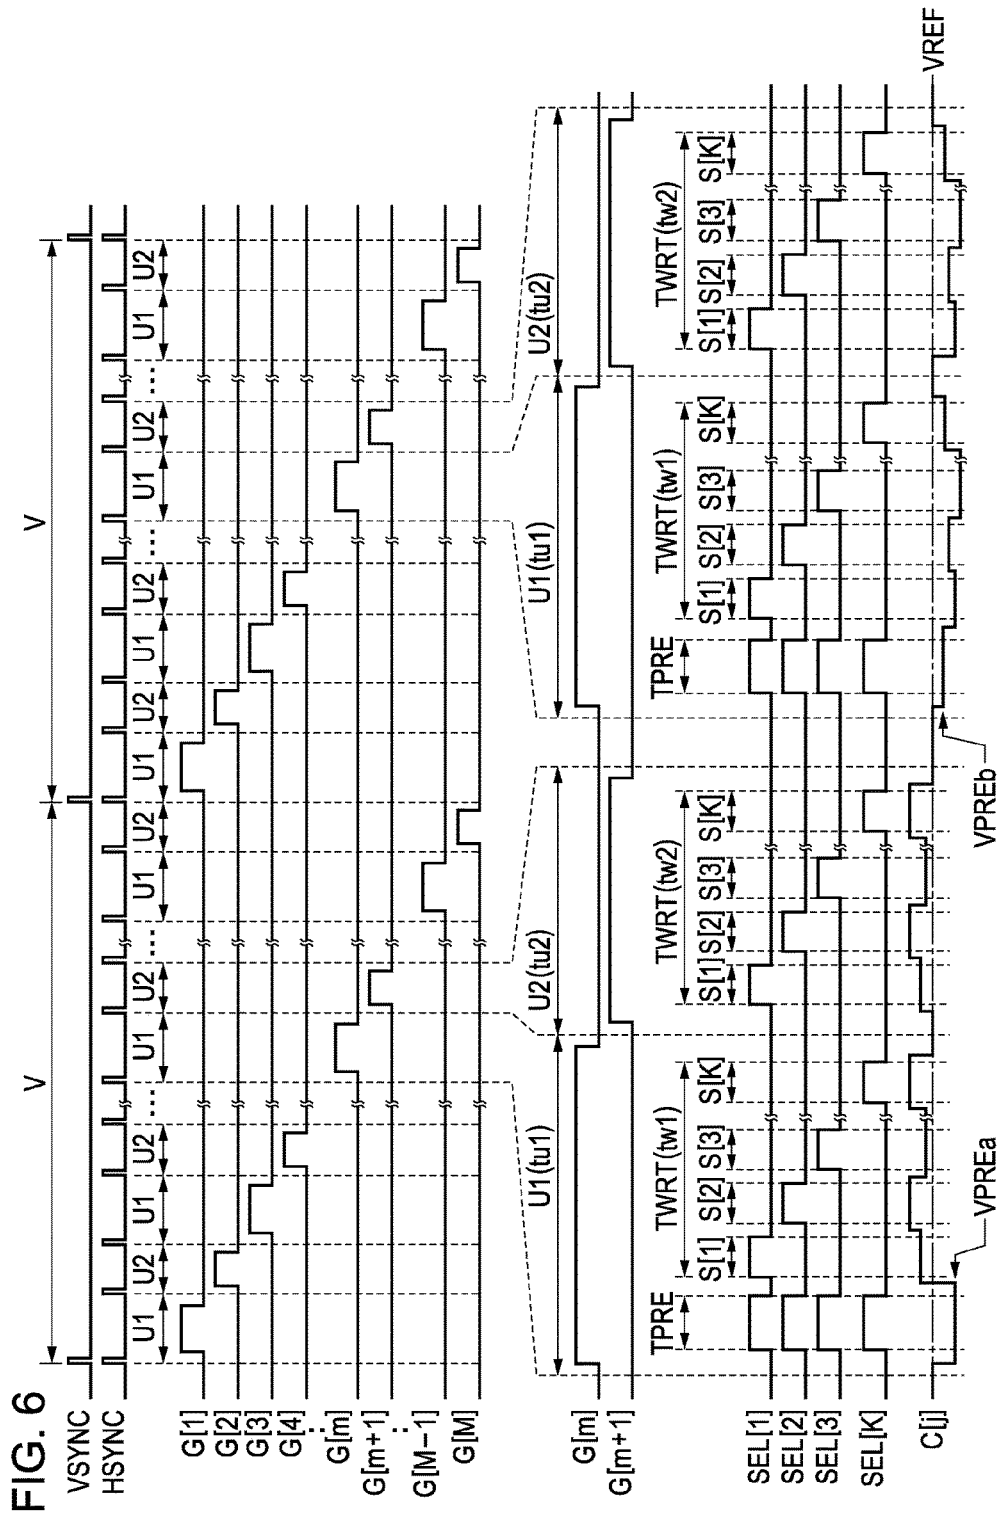 FIG. 6
V V
VSYNC
HSYNC
U1 U2 U1 U2 ... U1 U2 ... U1 U2 U1 U2 U1 U2 ... U1 U2 ... U1 U2
G[1]
G[2]
G[3]
G[4]
:
G[m]
G[m+1]
:
G[M−1]
G[M]
U1(tu1) U2(tu2) U1(tu1) U2(tu2)
G[m]
G[m+1]
TPRE TWRT(tw1) TWRT(tw2) TPRE TWRT(tw1) TWRT(tw2)
S[1] S[2] S[3] S[K] S[1] S[2] S[3] S[K] S[1] S[2] S[3] S[K] S[1] S[2] S[3] S[K]
SEL[1]
SEL[2]
SEL[3]
SEL[K]
C[j] VREF
VPREa VPREb